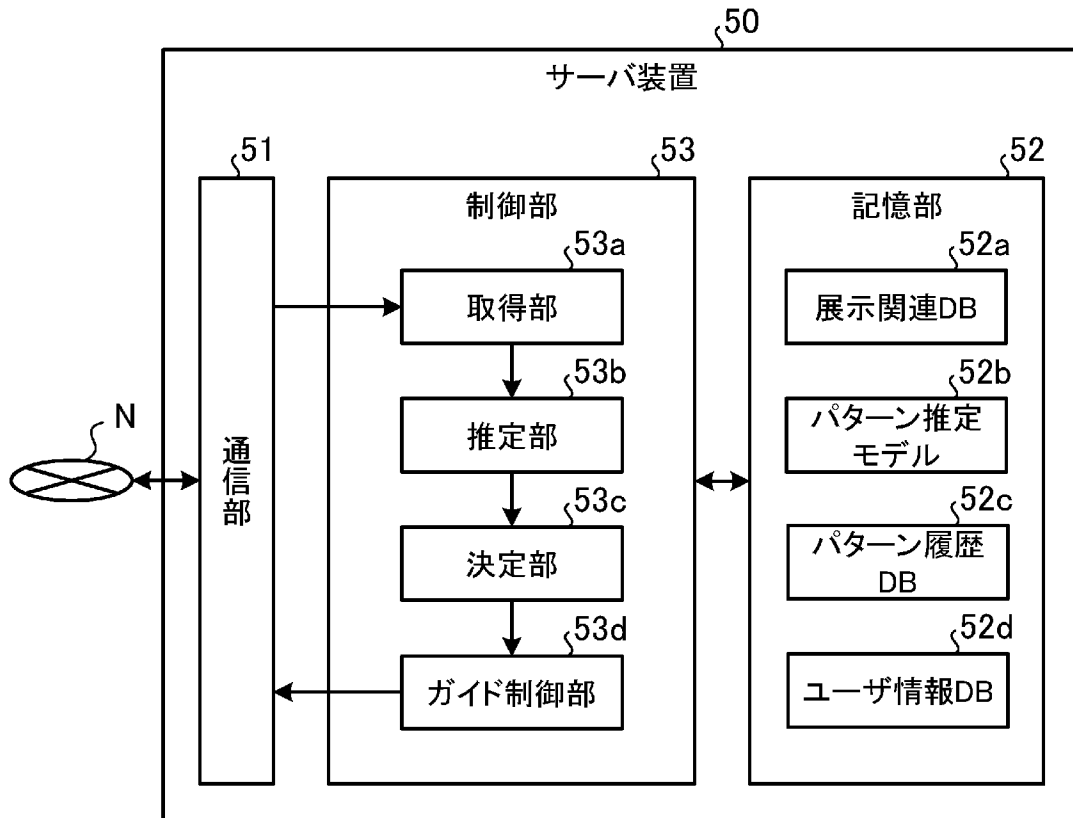 50
サーバ装置
51
53
52
制御部
記憶部
53a
取得部
52a
展示関連DB
53b
推定部
52b
パターン推定
モデル
N
通信部
53c
決定部
52c
パターン履歴
DB
53d
ガイド制御部
52d
ユーザ情報DB